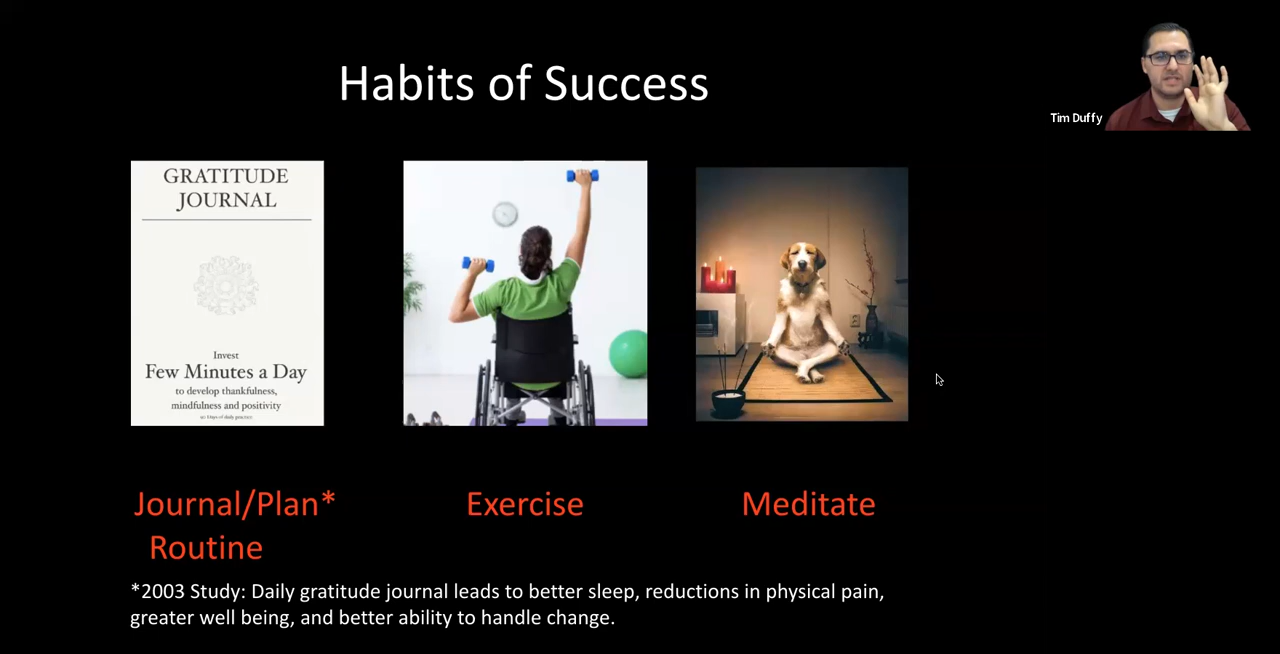 Habits of Success
Tim Duffy
GRATITUDE
JOURNAL
Invest
Few Minutes a Day
to develop thankfulness,
mindfulness and positivity
Journal/Plan*
Routine
Exercise
Meditate
*2003 Study: Daily gratitude journal leads to better sleep, reductions in physical pain,
greater well being, and better ability to handle change.